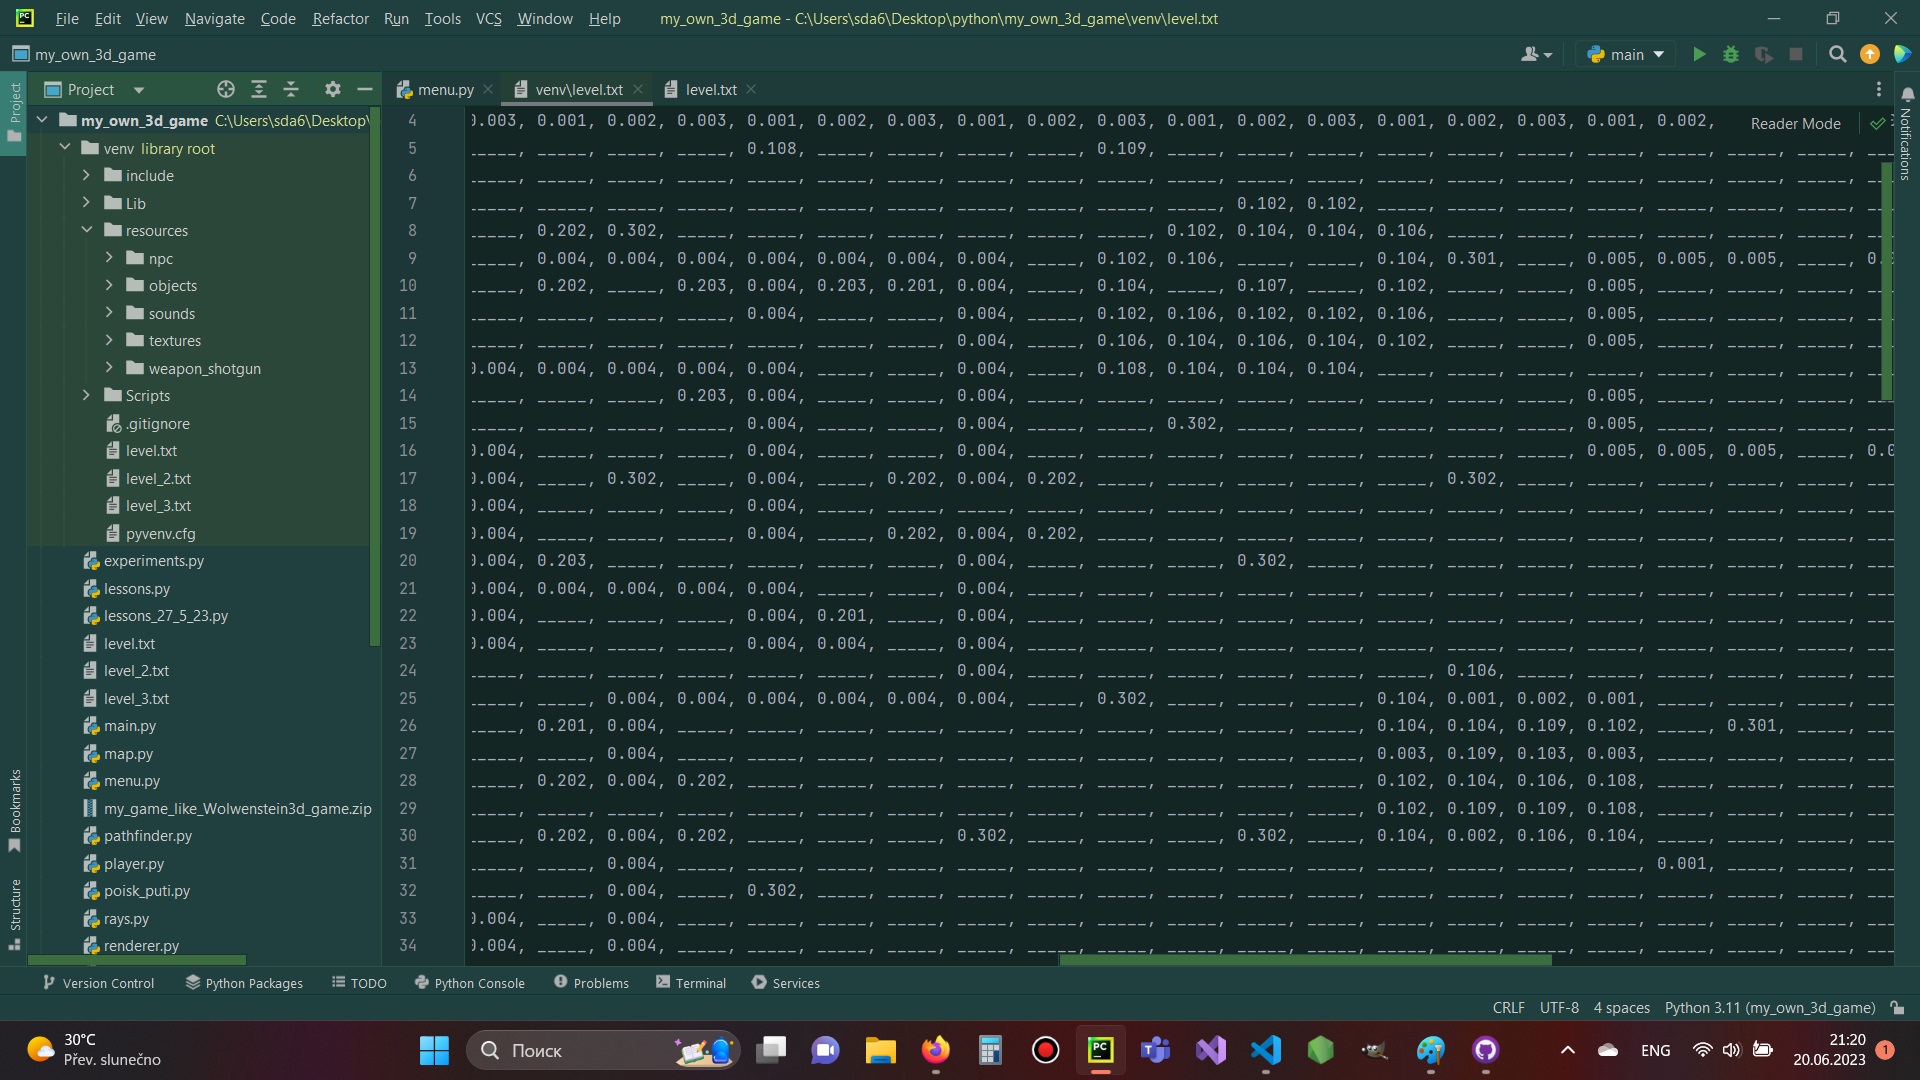 File Edit View Navigate Code Refactor Run Tools VCS Window Help my_own_3d_game - C:\Users\sda6\Desktop\python\my_own_3d_game\venv\level.txt
my_own_3d_game main
Project menu.py venv\level.txt level.txt
Project
Bookmarks
Structure
Notifications
Reader Mode
my_own_3d_game C:\Users\sda6\Desktop\
venv library root
include
Lib
resources
npc
objects
sounds
textures
weapon_shotgun
Scripts
.gitignore
level.txt
level_2.txt
level_3.txt
pyvenv.cfg
experiments.py
lessons.py
lessons_27_5_23.py
level.txt
level_2.txt
level_3.txt
main.py
map.py
menu.py
my_game_like_Wolwenstein3d_game.zip
pathfinder.py
player.py
poisk_puti.py
rays.py
renderer.py
4 0.003, 0.001, 0.002, 0.003, 0.001, 0.002, 0.003, 0.001, 0.002, 0.003, 0.001, 0.002, 0.003, 0.001, 0.002, 0.003, 0.001, 0.002,
5 _____, _____, _____, _____, 0.108, _____, _____, _____, _____, 0.109, _____, _____, _____, _____, _____, _____, _____, _____, _____, _____,
6 _____, _____, _____, _____, _____, _____, _____, _____, _____, _____, _____, _____, _____, _____, _____, _____, _____, _____, _____, _____,
7 _____, _____, _____, _____, _____, _____, _____, _____, _____, _____, _____, 0.102, 0.102, _____, _____, _____, _____, _____, _____, _____,
8 _____, 0.202, 0.302, _____, _____, _____, _____, _____, _____, _____, 0.102, 0.104, 0.104, 0.106, _____, _____, _____, _____, _____, _____,
9 _____, 0.004, 0.004, 0.004, 0.004, 0.004, 0.004, 0.004, _____, 0.102, 0.106, _____, _____, 0.104, 0.301, _____, 0.005, 0.005, 0.005, _____,
10 _____, 0.202, _____, 0.203, 0.004, 0.203, 0.201, 0.004, _____, 0.104, _____, 0.107, _____, 0.102, _____, _____, 0.005, _____, _____, _____,
11 _____, _____, _____, _____, 0.004, _____, _____, 0.004, _____, 0.102, 0.106, 0.102, 0.102, 0.106, _____, _____, 0.005, _____, _____, _____,
12 _____, _____, _____, _____, _____, _____, _____, 0.004, _____, 0.106, 0.104, 0.106, 0.104, 0.102, _____, _____, 0.005, _____, _____, _____,
13 0.004, 0.004, 0.004, 0.004, 0.004, _____, _____, 0.004, _____, 0.108, 0.104, 0.104, 0.104, _____, _____, _____, _____, _____, _____, _____,
14 _____, _____, _____, 0.203, 0.004, _____, _____, 0.004, _____, _____, _____, _____, _____, _____, _____, _____, 0.005, _____, _____, _____,
15 _____, _____, _____, _____, 0.004, _____, _____, 0.004, _____, _____, 0.302, _____, _____, _____, _____, _____, 0.005, _____, _____, _____,
16 0.004, _____, _____, _____, 0.004, _____, _____, 0.004, _____, _____, _____, _____, _____, _____, _____, _____, 0.005, 0.005, 0.005, _____,
17 0.004, _____, 0.302, _____, 0.004, _____, 0.202, 0.004, 0.202, _____, _____, _____, _____, _____, 0.302, _____, _____, _____, _____, _____,
18 0.004, _____, _____, _____, 0.004, _____, _____, _____, _____, _____, _____, _____, _____, _____, _____, _____, _____, _____, _____, _____,
19 0.004, _____, _____, _____, 0.004, _____, 0.202, 0.004, 0.202, _____, _____, _____, _____, _____, _____, _____, _____, _____, _____, _____,
20 0.004, 0.203, _____, _____, _____, _____, _____, 0.004, _____, _____, _____, 0.302, _____, _____, _____, _____, _____, _____, _____, _____,
21 0.004, 0.004, 0.004, 0.004, 0.004, _____, _____, 0.004, _____, _____, _____, _____, _____, _____, _____, _____, _____, _____, _____, _____,
22 0.004, _____, _____, _____, 0.004, 0.201, _____, 0.004, _____, _____, _____, _____, _____, _____, _____, _____, _____, _____, _____, _____,
23 0.004, _____, _____, _____, 0.004, 0.004, _____, 0.004, _____, _____, _____, _____, _____, _____, _____, _____, _____, _____, _____, _____,
24 _____, _____, _____, _____, _____, _____, _____, 0.004, _____, _____, _____, _____, _____, _____, 0.106, _____, _____, _____, _____, _____,
25 _____, _____, 0.004, 0.004, 0.004, 0.004, 0.004, 0.004, _____, 0.302, _____, _____, _____, 0.104, 0.001, 0.002, 0.001, _____, _____, _____,
26 _____, 0.201, 0.004, _____, _____, _____, _____, _____, _____, _____, _____, _____, _____, 0.104, 0.104, 0.109, 0.102, _____, 0.301, _____,
27 _____, _____, 0.004, _____, _____, _____, _____, _____, _____, _____, _____, _____, _____, 0.003, 0.109, 0.103, 0.003, _____, _____, _____,
28 _____, 0.202, 0.004, 0.202, _____, _____, _____, _____, _____, _____, _____, _____, _____, 0.102, 0.104, 0.106, 0.108, _____, _____, _____,
29 _____, _____, _____, _____, _____, _____, _____, _____, _____, _____, _____, _____, _____, 0.102, 0.109, 0.109, 0.108, _____, _____, _____,
30 _____, 0.202, 0.004, 0.202, _____, _____, _____, 0.302, _____, _____, _____, 0.302, _____, 0.104, 0.002, 0.106, 0.104, _____, _____, _____,
31 _____, _____, 0.004, _____, _____, _____, _____, _____, _____, _____, _____, _____, _____, _____, _____, _____, _____, 0.001, _____, _____,
32 _____, _____, 0.004, _____, 0.302, _____, _____, _____, _____, _____, _____, _____, _____, _____, _____, _____, _____, _____, _____, _____,
33 0.004, _____, 0.004, _____, _____, _____, _____, _____, _____, _____, _____, _____, _____, _____, _____, _____, _____, _____, _____, _____,
34 0.004, _____, 0.004, _____, _____, _____, _____, _____, _____, _____, _____, _____, _____, _____, _____, _____, _____, _____, _____, _____,
Version Control Python Packages TODO Python Console Problems Terminal Services
CRLF UTF-8 4 spaces Python 3.11 (my_own_3d_game)
30°C
Přev. slunečno
Поиск
ENG
21:20
20.06.2023
1